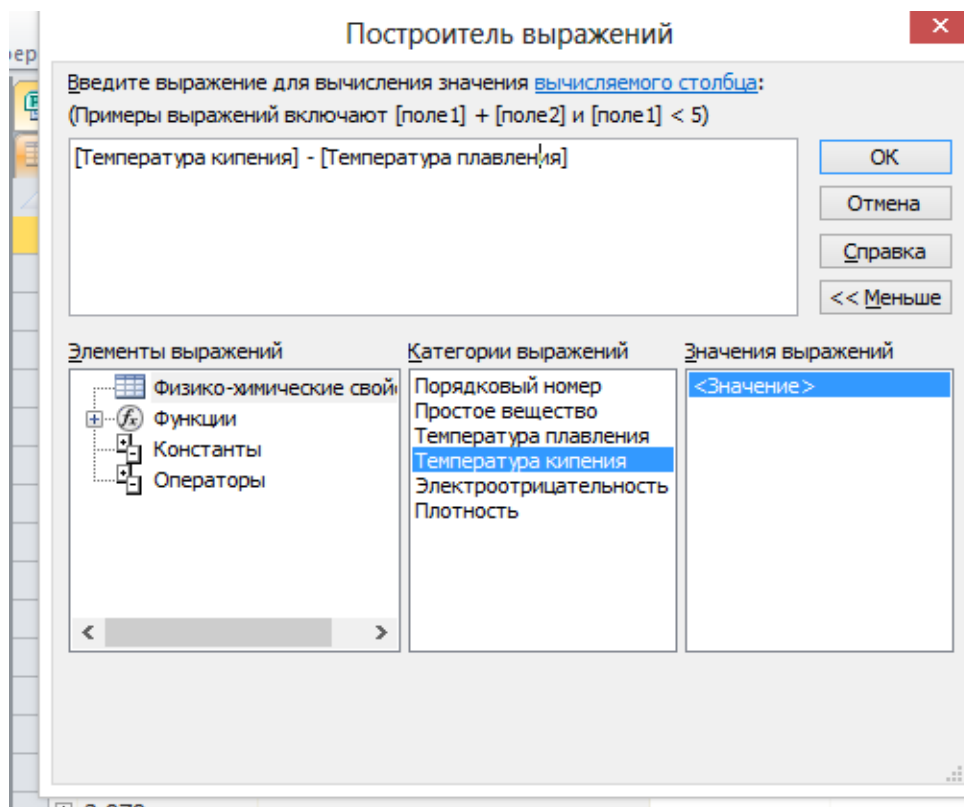 Построитель выражений
Введите выражение для вычисления значения вычисляемого столбца:
(Примеры выражений включают [поле1] + [поле2] и [поле1] < 5)
[Температура кипения] - [Температура плавления]
ОК
Отмена
Справка
<< Меньше
Элементы выражений
Категории выражений
Значения выражений
Физико-химические свой
Функции
Константы
Операторы
Порядковый номер
Простое вещество
Температура плавления
Температура кипения
Электроотрицательность
Плотность
<Значение>